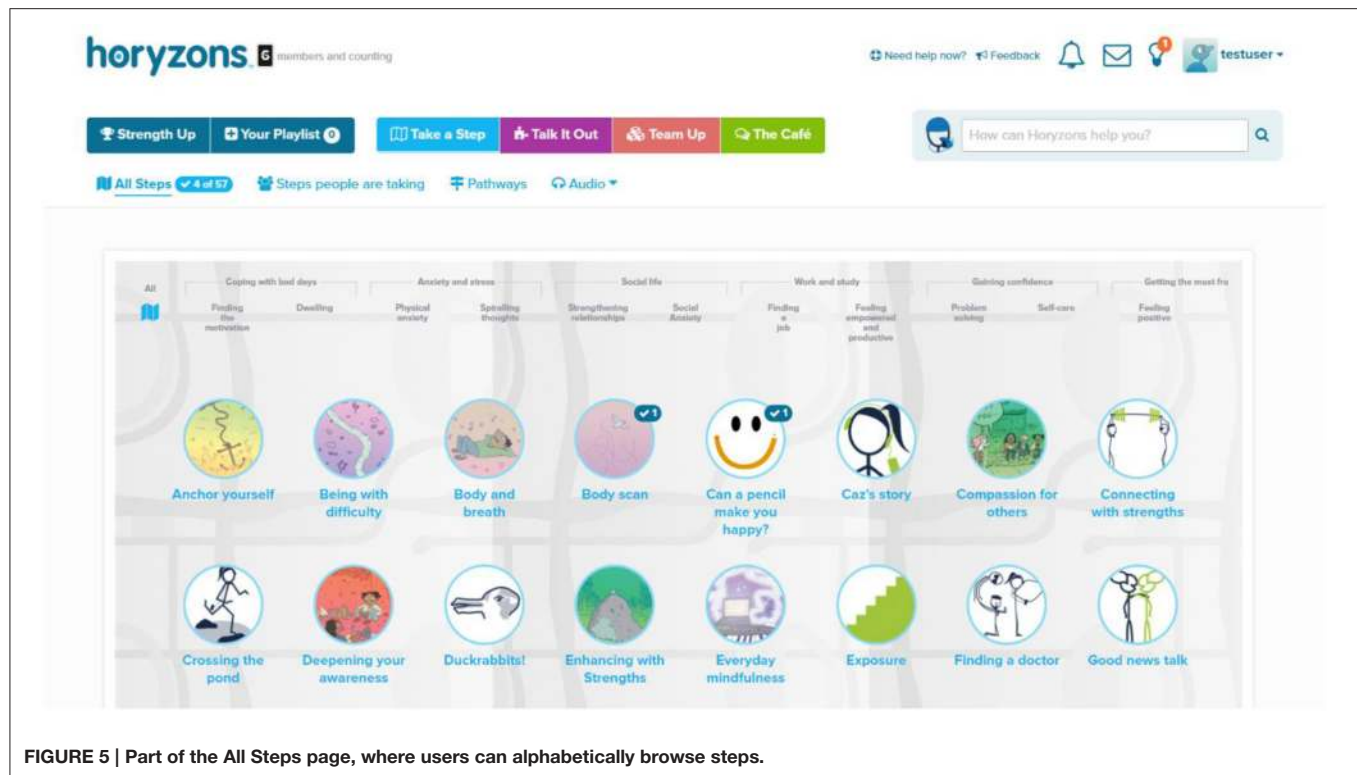 horyzons 6 members and counting
Need help now? Feedback 1 testuser
Strength Up Your Playlist 0 Take a Step Talk It Out Team Up The Café How can Horyzons help you?
All Steps 4 of 57 Steps people are taking Pathways Audio
All Coping with bad days Anxiety and stress Social life Work and study Gaining confidence Getting the most fro
Finding Dwelling Physical Spiralling Strengthening Social Finding Feeling Problem Self-care Feeling
the anxiety thoughts relationships Anxiety a empowered solving positive
motivation job and
productive
1 1
Anchor yourself Being with Body and Body scan Can a pencil Caz's story Compassion for Connecting
difficulty breath make you others with strengths
happy?
Crossing the Deepening your Duckrabbits! Enhancing with Everyday Exposure Finding a doctor Good news talk
pond awareness Strengths mindfulness
FIGURE 5 | Part of the All Steps page, where users can alphabetically browse steps.